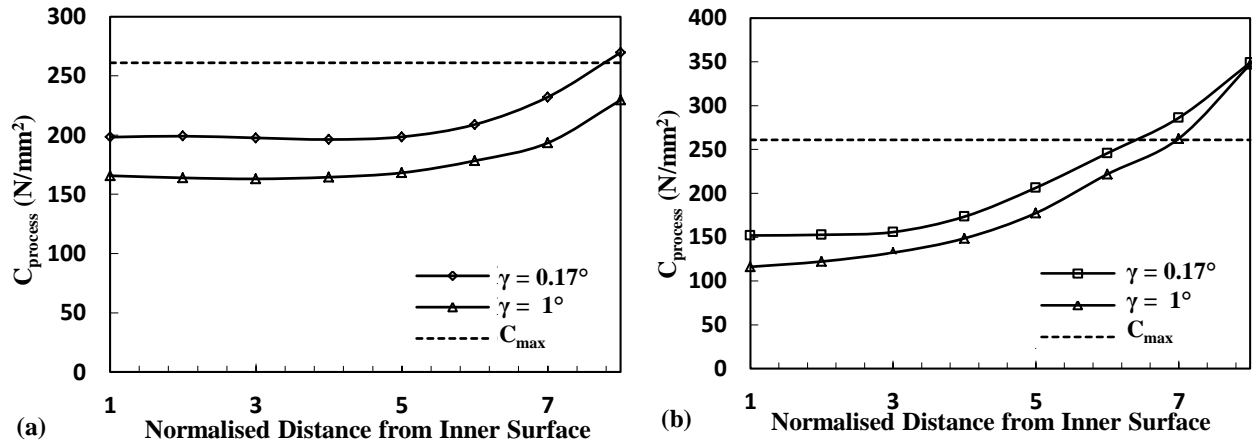 300
250
200
150
100
50
0
C_process (N/mm²)
γ = 0.17°
γ = 1°
C_max
1 3 5 7
(a) Normalised Distance from Inner Surface
400
350
300
250
200
150
100
50
0
C_process (N/mm²)
γ = 0.17°
γ = 1°
C_max
1 3 5 7
(b) Normalised Distance from Inner Surface